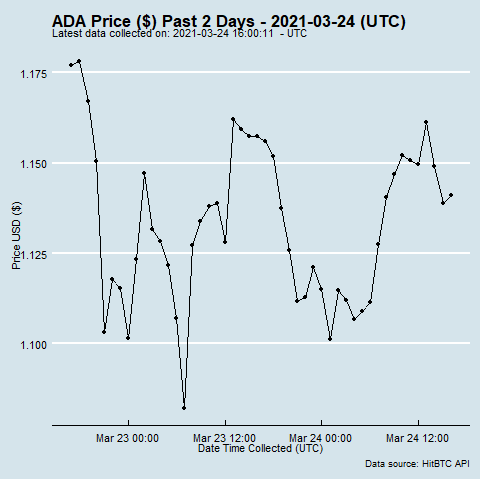 ADA Price ($) Past 2 Days - 2021-03-24 (UTC)
Latest data collected on: 2021-03-24 16:00:11 - UTC
1.175
1.150
1.125
1.100
Price USD ($)
Mar 23 00:00 Mar 23 12:00 Mar 24 00:00 Mar 24 12:00
Date Time Collected (UTC)
Data source: HitBTC API